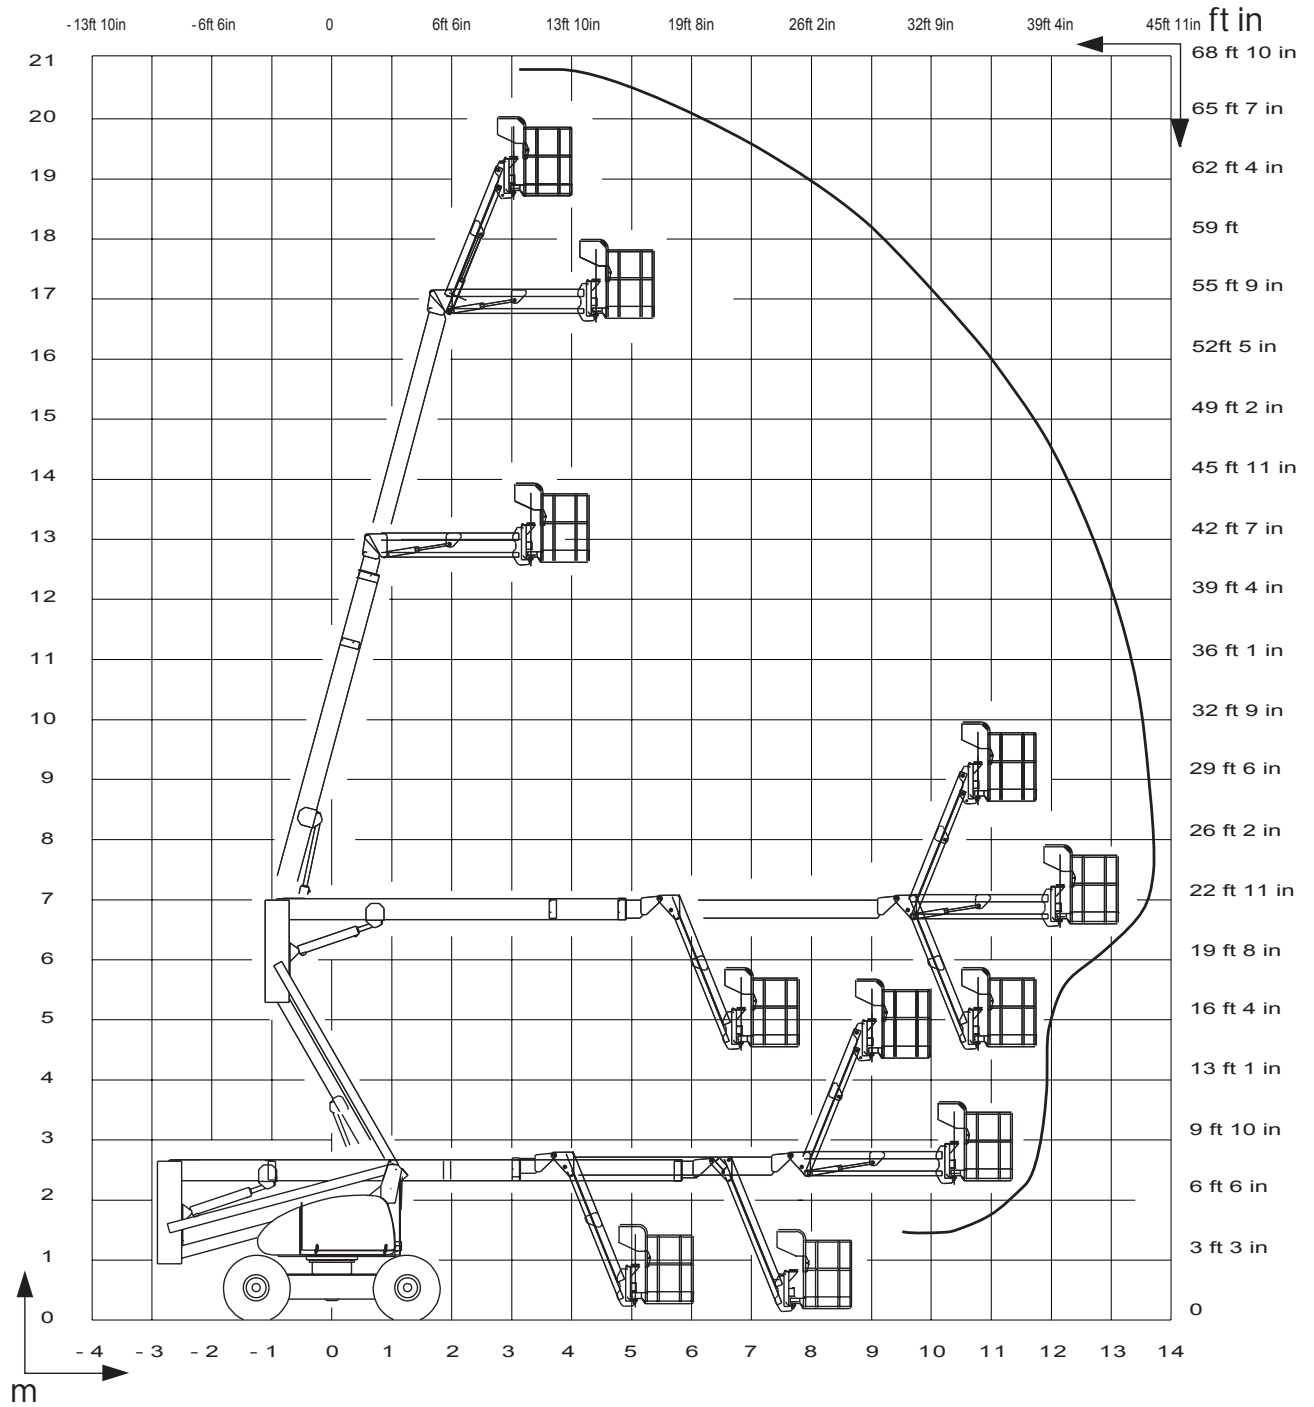 -13ft 10in -6ft 6in 0 6ft 6in 13ft 10in 19ft 8in 26ft 2in 32ft 9in 39ft 4in 45ft 11in ft in
21 68 ft 10 in
20 65 ft 7 in
19 62 ft 4 in
18 59 ft
17 55 ft 9 in
16 52ft 5 in
15 49 ft 2 in
14 45 ft 11 in
13 42 ft 7 in
12 39 ft 4 in
11 36 ft 1 in
10 32 ft 9 in
9 29 ft 6 in
8 26 ft 2 in
7 22 ft 11 in
6 19 ft 8 in
5 16 ft 4 in
4 13 ft 1 in
3 9 ft 10 in
2 6 ft 6 in
1 3 ft 3 in
0 0
- 4 - 3 - 2 - 1 0 1 2 3 4 5 6 7 8 9 10 11 12 13 14
m